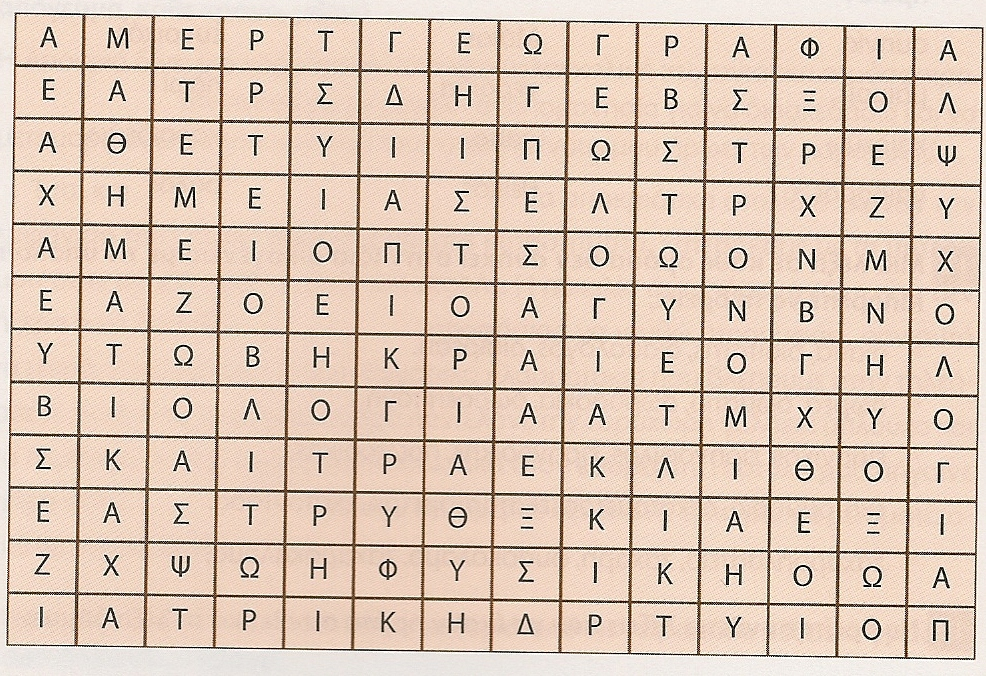 Α Μ Ε Ρ Τ Γ Ε Ω Γ Ρ Α Φ Ι Α
Ε Α Τ Ρ Σ Δ Η Γ Ε Β Σ Ξ Ο Λ
Α Θ Ε Τ Υ Ι Ι Π Ω Σ Τ Ρ Ε Ψ
Χ Η Μ Ε Ι Α Σ Ε Λ Τ Ρ Χ Ζ Υ
Α Μ Ε Ι Ο Π Τ Σ Ο Ω Ο Ν Μ Χ
Ε Α Ζ Ο Ε Ι Ο Α Γ Υ Ν Β Ν Ο
Υ Τ Ω Β Η Κ Ρ Α Ι Ε Ο Γ Η Λ
Β Ι Ο Λ Ο Γ Ι Α Α Τ Μ Χ Υ Ο
Σ Κ Α Ι Τ Ρ Α Ε Κ Λ Ι Θ Ο Γ
Ε Α Σ Τ Ρ Υ Θ Ξ Κ Ι Α Ε Ξ Ι
Ζ Χ Ψ Ω Η Φ Υ Σ Ι Κ Η Ο Ω Α
Ι Α Τ Ρ Ι Κ Η Δ Ρ Τ Υ Ι Ο Π